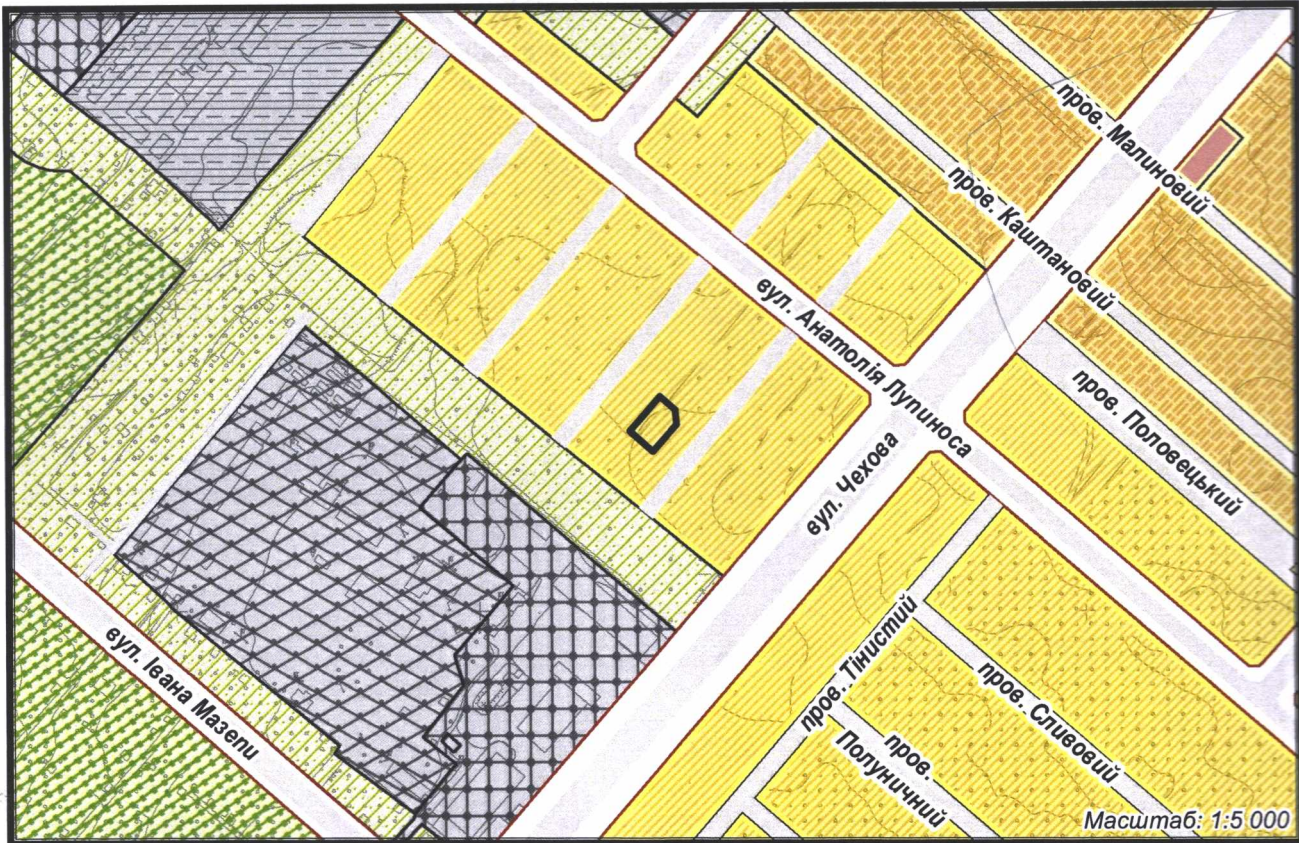 пров. Малиновий
пров. Каштановий
вул. Анатолія Лупиноса
пров. Половецький
вул. Чехова
пров. Тінистий
пров. Сливовий
вул. Івана Мазепи
пров.
Полуничний
Масштаб: 1:5 000